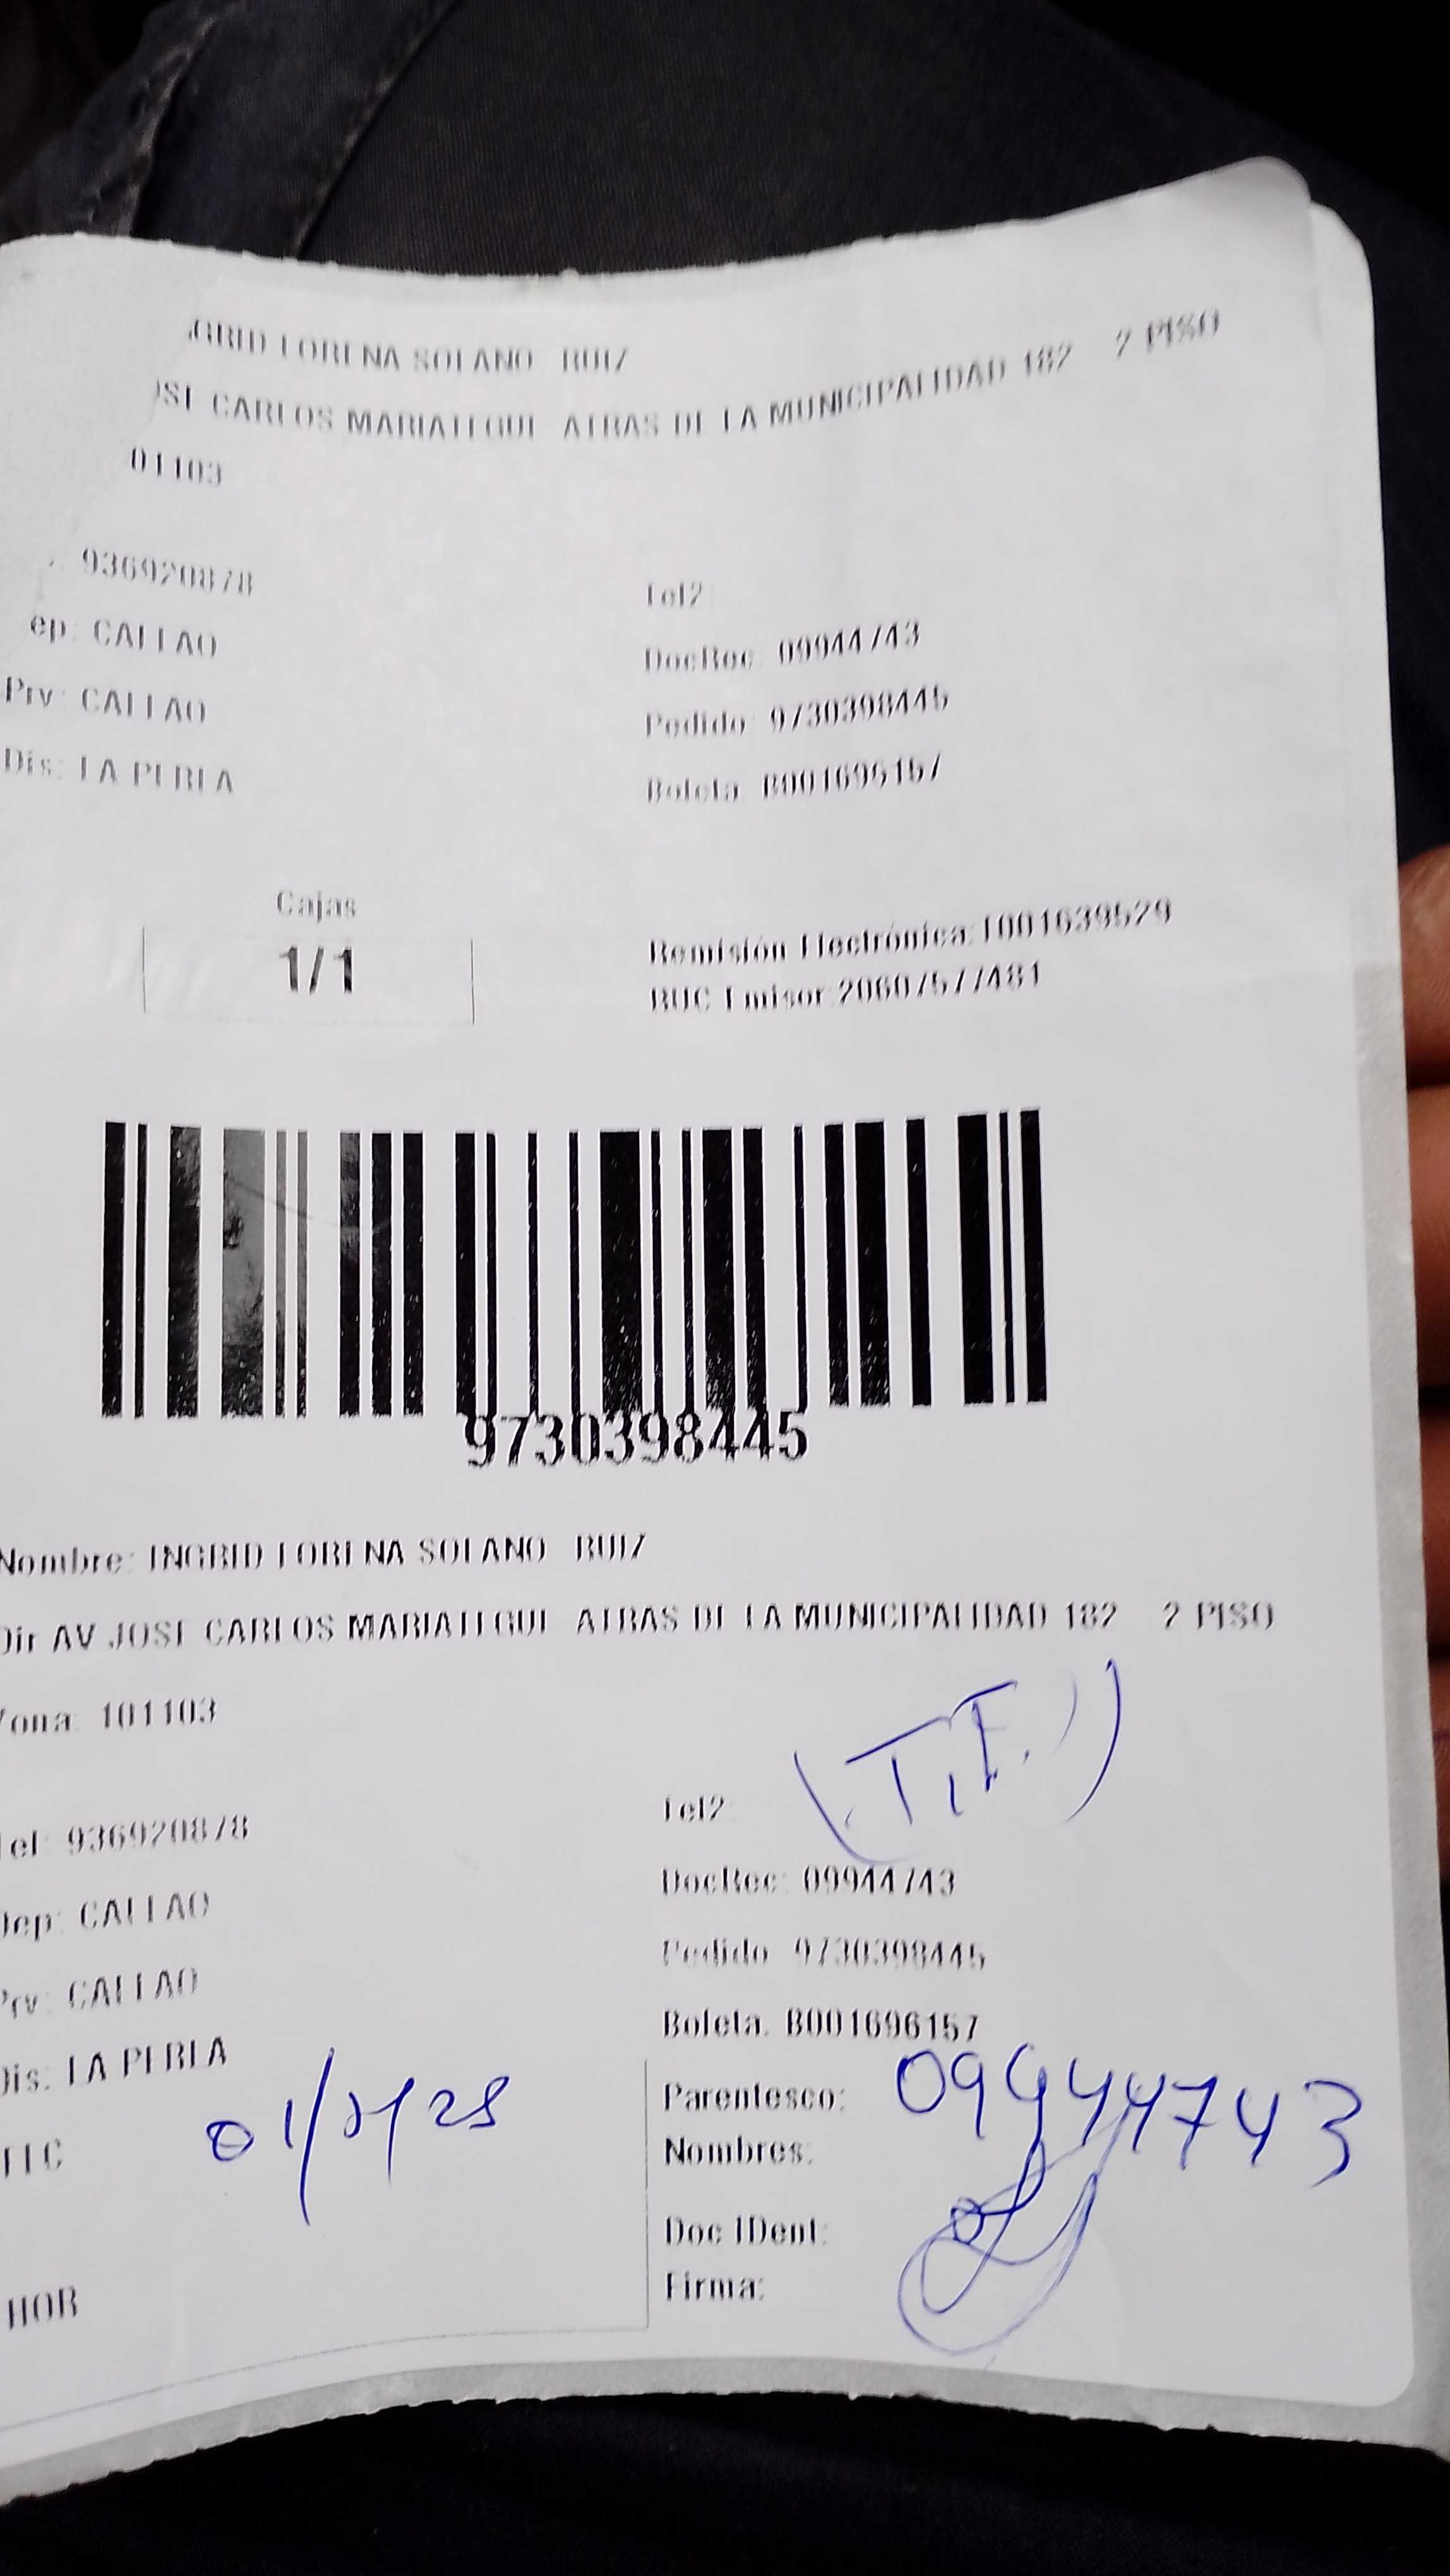 GRID LORENA SOLANO RUIZ
OSE CARLOS MARIATEGUI ATRAS DE LA MUNICIPALIDAD 182 2 PISO
01103
: 936920878
Tel2:
ep: CALLAO
DocRec: 09944743
Prv: CALLAO
Pedido: 9730398445
Dis: LA PERLA
Boleta: B001696157
Cajas
1/1
Remisión Electrónica:T001639529
RUC Emisor:20607577481
9730398445
Nombre: INGRID LORENA SOLANO RUIZ
Dir AV JOSE CARLOS MARIATEGUI ATRAS DE LA MUNICIPALIDAD 182 2 PISO
Zona: 101103
Tel: 936920878
Tel2:
Dep: CALLAO
DocRec: 09944743
Prv: CALLAO
Pedido: 9730398445
Dis: LA PERLA
Boleta: B001696157
Parentesco: 09944743
Nombres:
Doc IDent:
HOR
Firma: